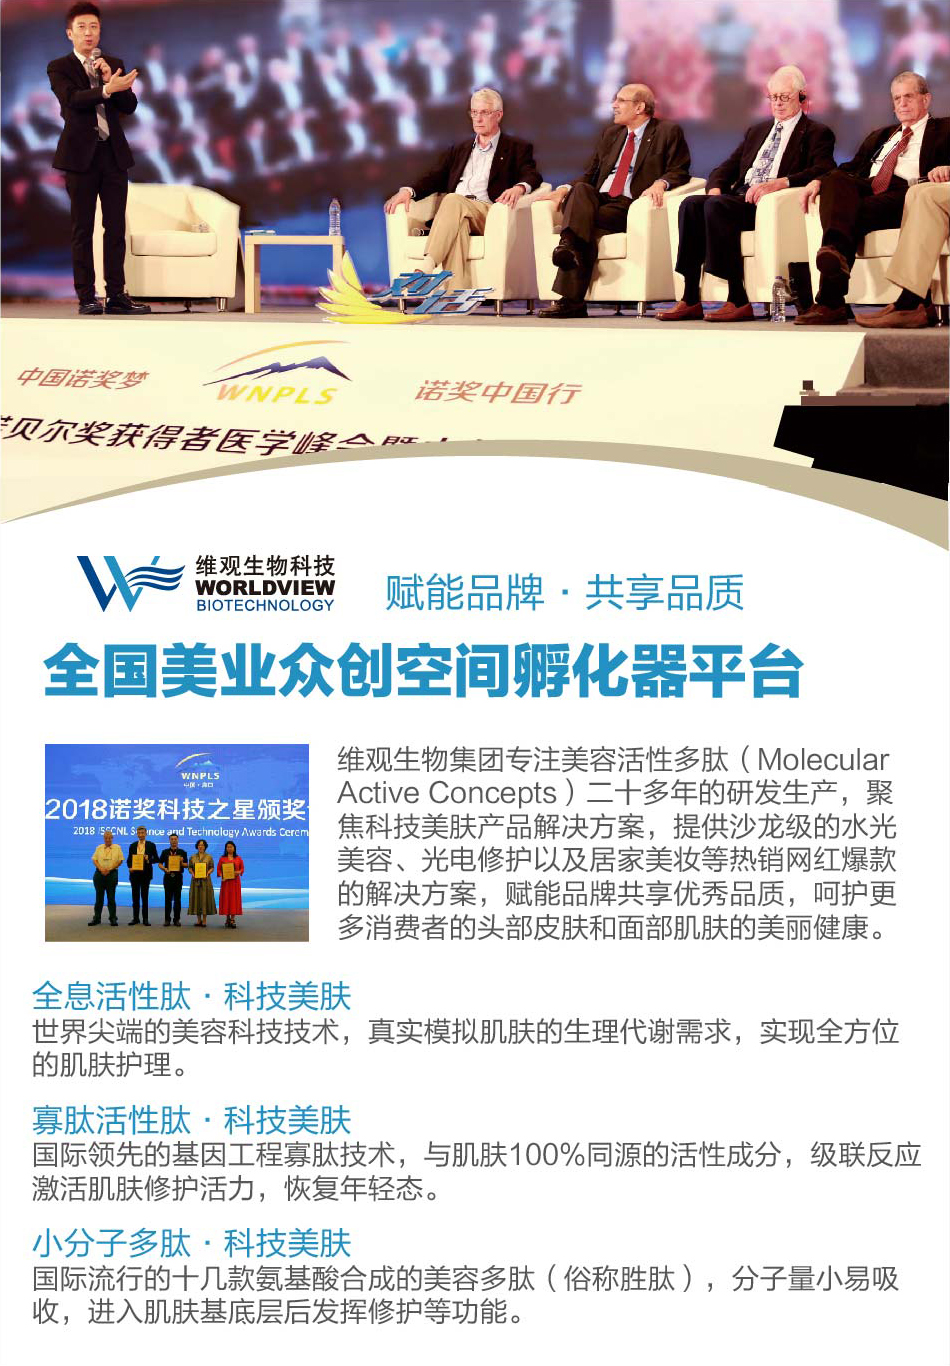 对话
中国诺奖梦
WNPLS
诺奖中国行
贝尔奖获得者医学峰会暨
维观生物科技
WORLDVIEW
BIOTECHNOLOGY
赋能品牌·共享品质
全国美业众创空间孵化器平台
WNPLS
中国·海口
2018诺奖科技之星颁奖
2018 ISCCNL Science and Technology Awards Cerem
维观生物集团专注美容活性多肽（Molecular
Active Concepts）二十多年的研发生产，聚
焦科技美肤产品解决方案，提供沙龙级的水光
美容、光电修护以及居家美妆等热销网红爆款
的解决方案，赋能品牌共享优秀品质，呵护更
多消费者的头部皮肤和面部肌肤的美丽健康。
全息活性肽·科技美肤
世界尖端的美容科技技术，真实模拟肌肤的生理代谢需求，实现全方位
的肌肤护理。
寡肽活性肽·科技美肤
国际领先的基因工程寡肽技术，与肌肤100%同源的活性成分，级联反应
激活肌肤修护活力，恢复年轻态。
小分子多肽·科技美肤
国际流行的十几款氨基酸合成的美容多肽（俗称胜肽），分子量小易吸
收，进入肌肤基底层后发挥修护等功能。